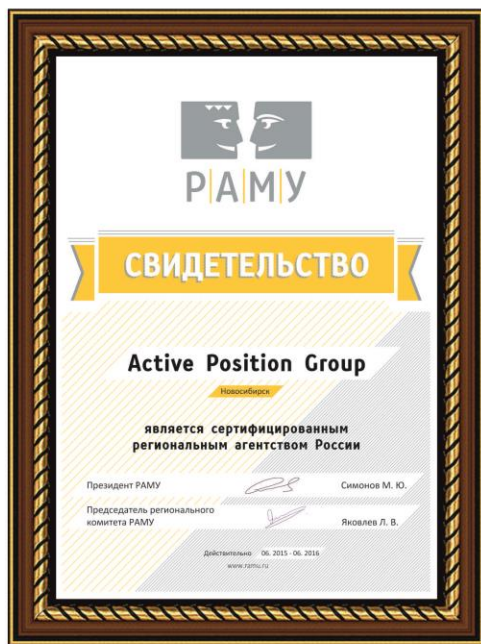 Р|А|М|У
СВИДЕТЕЛЬСТВО
Active Position Group
Новосибирск
является сертифицированным
региональным агентством России
Президент РАМУ Симонов М. Ю.
Председатель регионального
комитета РАМУ Яковлев Л. В.
Действительно 06. 2015 - 06. 2016
www.ramu.ru